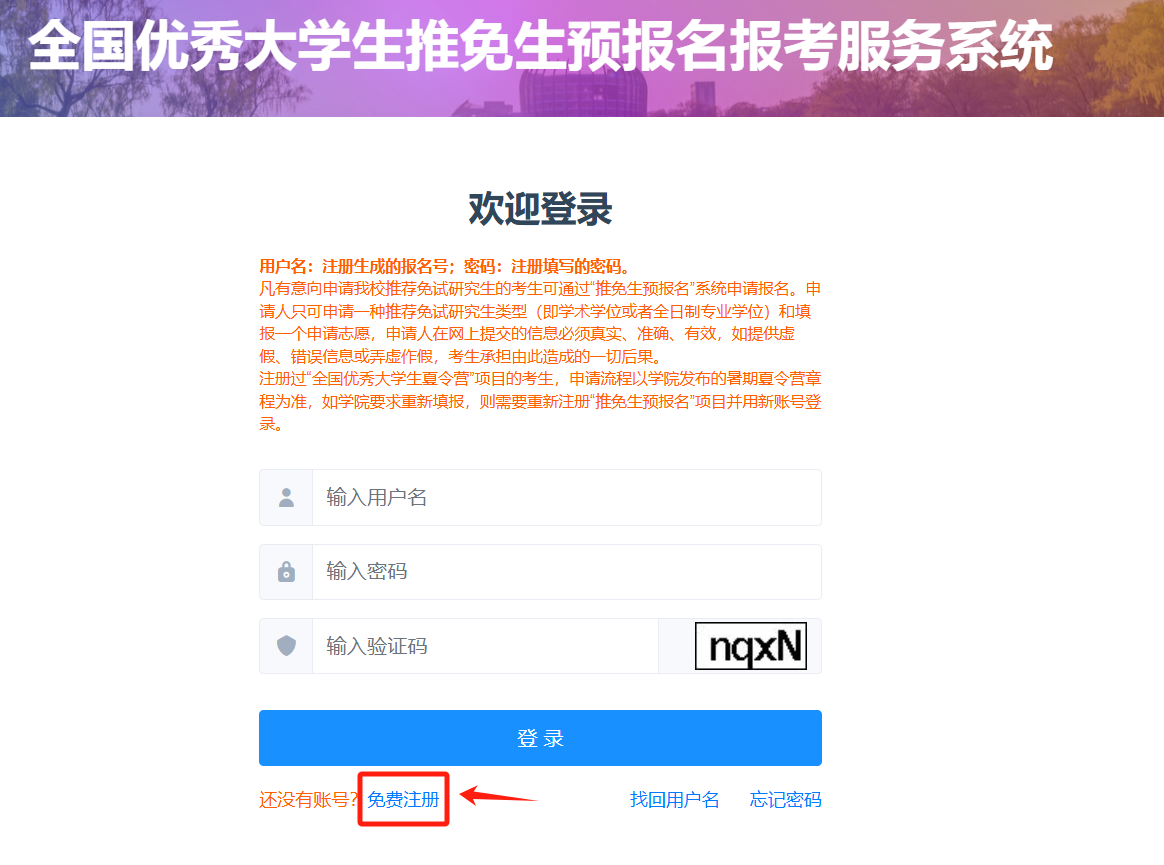 全国优秀大学生推免生预报名报考服务系统
欢迎登录
用户名：注册生成的报名号；密码：注册填写的密码。
凡有意向申请我校推荐免试研究生的考生可通过“推免生预报名”系统申请报名。申
请人只可申请一种推荐免试研究生类型（即学术学位或者全日制专业学位）和填
报一个申请志愿，申请人在网上提交的信息必须真实、准确、有效，如提供虚
假、错误信息或弄虚作假，考生承担由此造成的一切后果。
注册过“全国优秀大学生夏令营”项目的考生，申请流程以学院发布的暑期夏令营章
程为准，如学院要求重新填报，则需要重新注册“推免生预报名”项目并用新账号登
录。
输入用户名
输入密码
输入验证码 nqxN
登 录
还没有账号? 免费注册 找回用户名 忘记密码